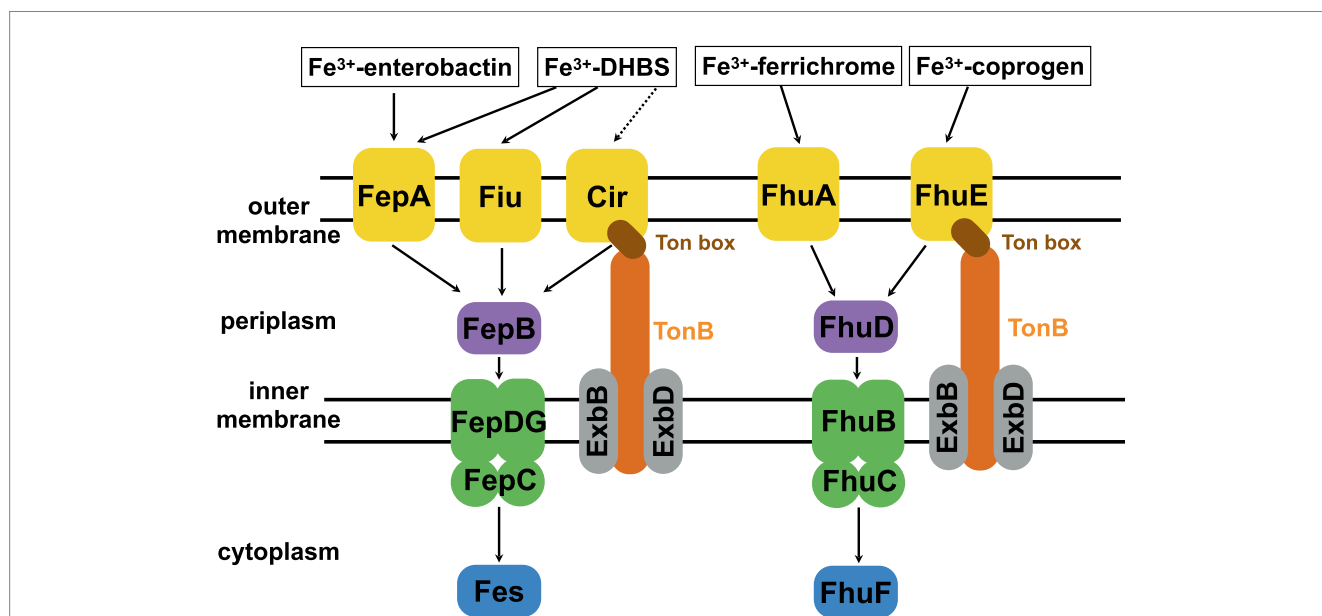 Fe³⁺-enterobactin
Fe³⁺-DHBS
Fe³⁺-ferrichrome
Fe³⁺-coprogen
FepA
Fiu
Cir
FhuA
FhuE
outer
membrane
Ton box
Ton box
periplasm
FepB
TonB
FhuD
TonB
inner
membrane
FepDG
ExbB
ExbD
FhuB
ExbB
ExbD
FepC
FhuC
cytoplasm
Fes
FhuF